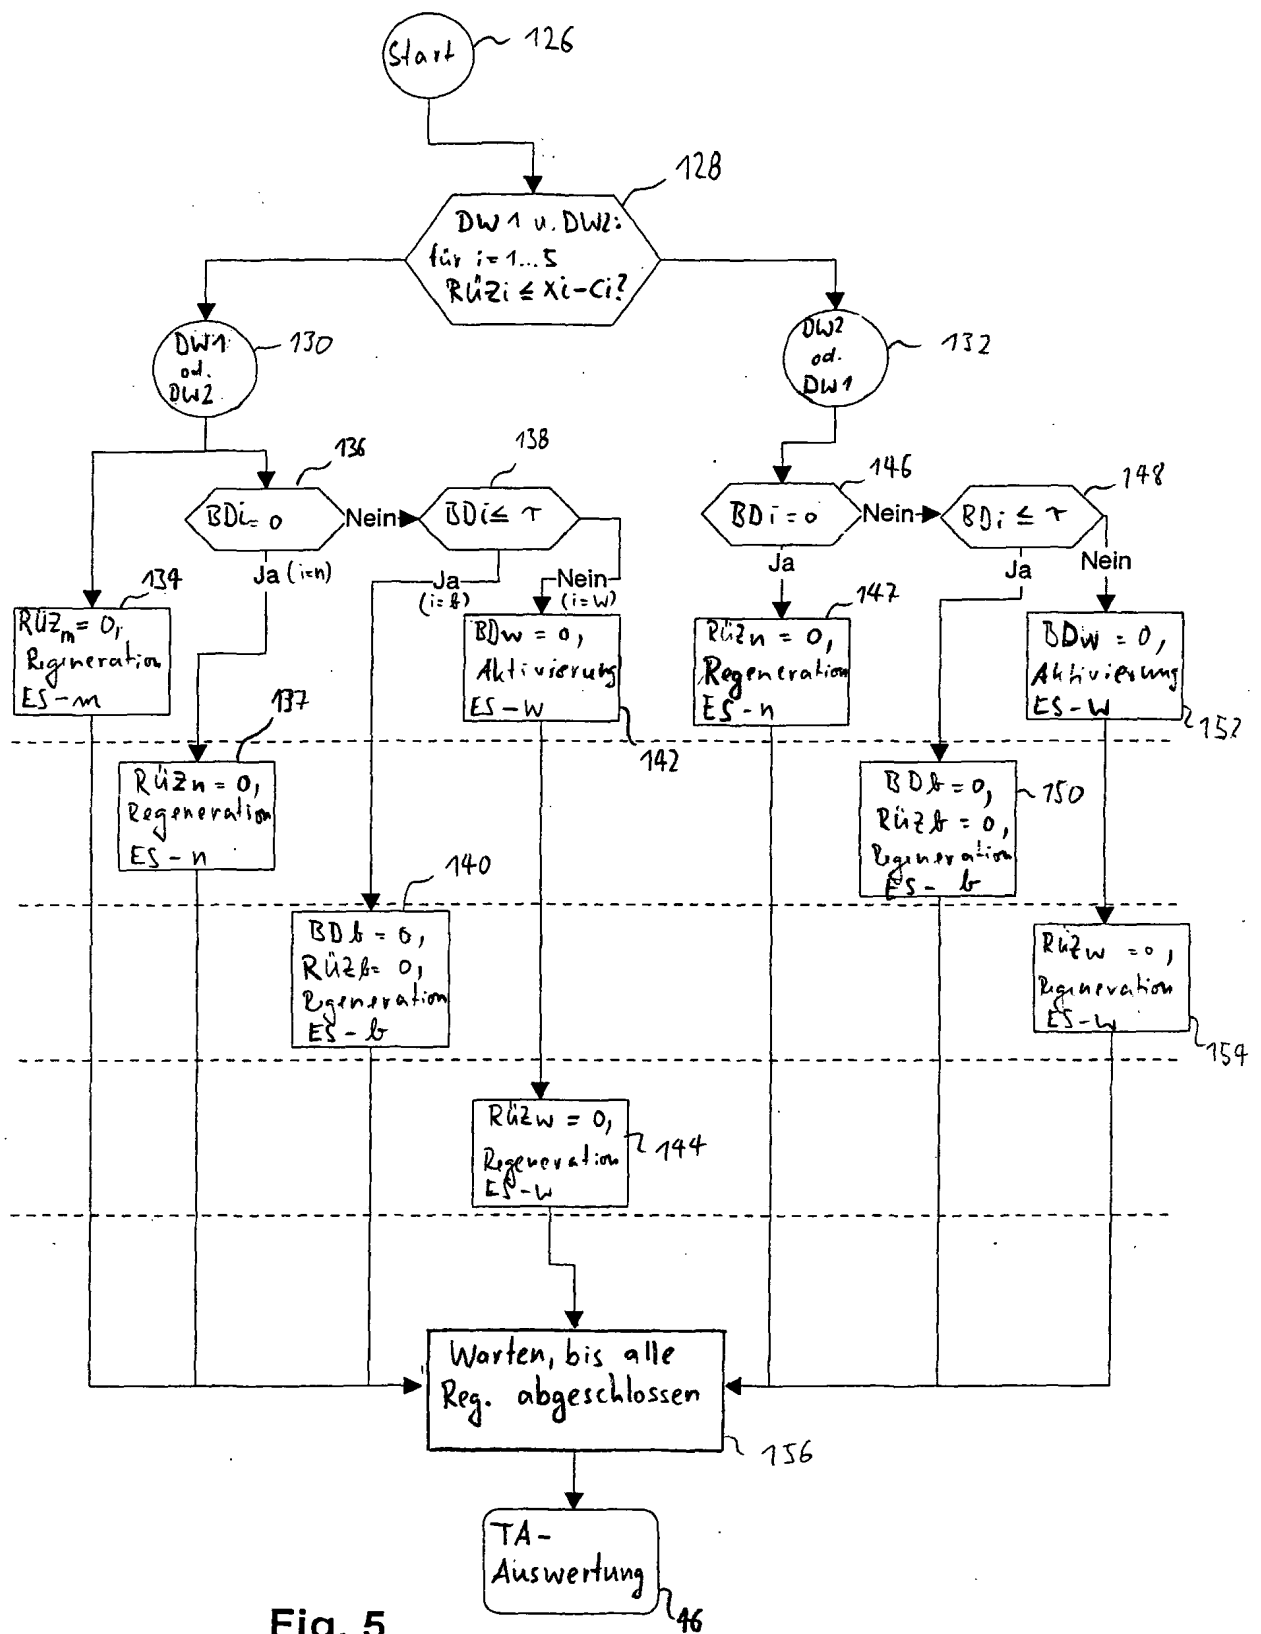 Start
126
128
DW1 u. DW2:
für i=1...5
RÜZi ≤ Xi-Ci?
DW1
od.
DW2
130
DW2
od.
DW1
132
136
138
146
148
BDi=0
Nein
BDi ≤ τ
BDi=0
Nein
BDi ≤ τ
Ja (i=n)
Ja
(i=b)
Nein
(i=w)
Ja
Ja
Nein
134
RÜZm=0,
Regeneration
ES-m
BDw=0,
Aktivierung
ES-w
142
147
RÜZn=0,
Regeneration
ES-n
BDw=0,
Aktivierung
ES-w
152
137
RÜZn=0,
Regeneration
ES-n
BDb=0,
RÜZb=0,
Regeneration
ES-b
150
140
BDb=0,
RÜZb=0,
Regeneration
ES-b
RÜZw=0,
Regeneration
ES-w
154
RÜZw=0,
Regeneration
ES-w
144
Warten, bis alle
Reg. abgeschlossen
156
TA-
Auswertung
46
Fig. 5